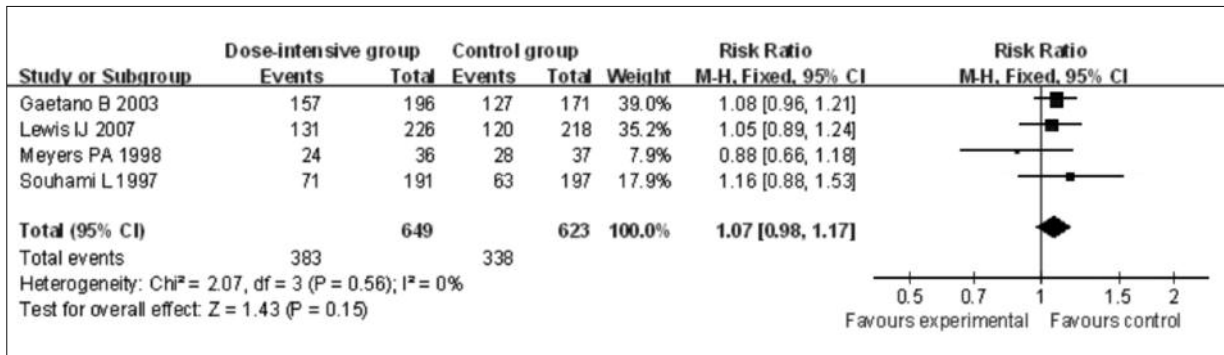 Dose-intensive group Control group Risk Ratio Risk Ratio
Study or Subgroup Events Total Events Total Weight M-H, Fixed, 95% CI M-H, Fixed, 95% CI
Gaetano B 2003 157 196 127 171 39.0% 1.08 [0.96, 1.21]
Lewis IJ 2007 131 226 120 218 35.2% 1.05 [0.89, 1.24]
Meyers PA 1998 24 36 28 37 7.9% 0.88 [0.66, 1.18]
Souhami L 1997 71 191 63 197 17.9% 1.16 [0.88, 1.53]
Total (95% CI) 649 623 100.0% 1.07 [0.98, 1.17]
Total events 383 338
Heterogeneity: Chi² = 2.07, df = 3 (P = 0.56); I² = 0%
Test for overall effect: Z = 1.43 (P = 0.15)
0.5 0.7 1 1.5 2
Favours experimental Favours control